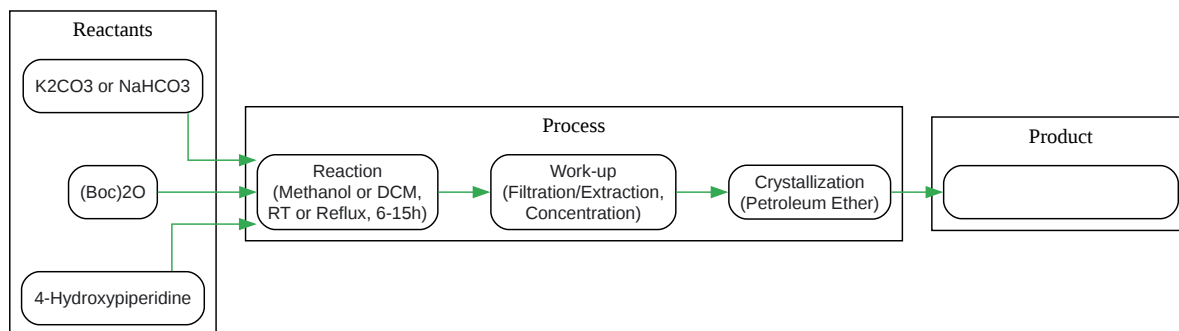 Reactants
K2CO3 or NaHCO3
(Boc)2O
4-Hydroxypiperidine
Process
Reaction
(Methanol or DCM,
RT or Reflux, 6-15h)
Work-up
(Filtration/Extraction,
Concentration)
Crystallization
(Petroleum Ether)
Product